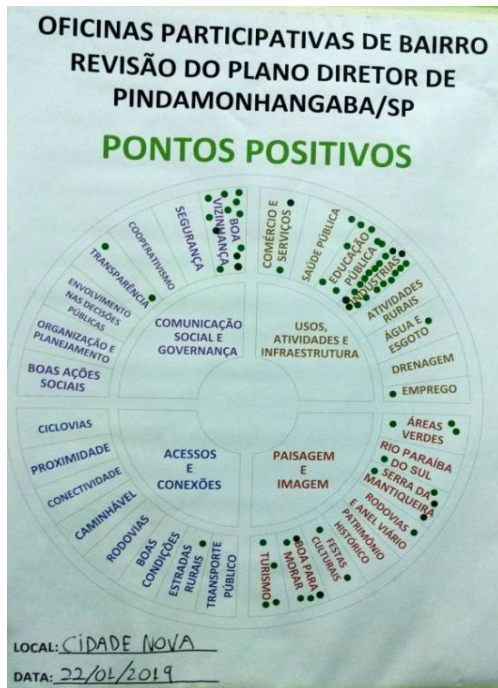 OFICINAS PARTICIPATIVAS DE BAIRRO
REVISÃO DO PLANO DIRETOR DE
PINDAMONHANGABA/SP
PONTOS POSITIVOS
BOAS AÇÕES
SOCIAIS
ORGANIZAÇÃO E
PLANEJAMENTO
ENVOLVIMENTO
NAS DECISÕES
PÚBLICAS
TRANSPARÊNCIA
COOPERATIVISMO
SEGURANÇA
BOA
VIZINHANÇA
COMUNICAÇÃO
SOCIAL E
GOVERNANÇA
COMÉRCIO E
SERVIÇOS
SAÚDE PÚBLICA
EDUCAÇÃO
PÚBLICA
INDÚSTRIAS
ATIVIDADES
RURAIS
ÁGUA E
ESGOTO
DRENAGEM
EMPREGO
USOS,
ATIVIDADES E
INFRAESTRUTURA
CICLOVIAS
PROXIMIDADE
CONECTIVIDADE
CAMINHÁVEL
RODOVIAS
BOAS
CONDIÇÕES
ESTRADAS
RURAIS
TRANSPORTE
PÚBLICO
ACESSOS
E
CONEXÕES
ÁREAS
VERDES
RIO PARAÍBA
DO SUL
SERRA DA
MANTIQUEIRA
RODOVIAS
E ANEL VIÁRIO
PATRIMÔNIO
HISTÓRICO
FESTAS
CULTURAIS
BOA PARA
MORAR
TURISMO
PAISAGEM
E
IMAGEM
LOCAL: CIDADE NOVA
DATA: 22/01/2019